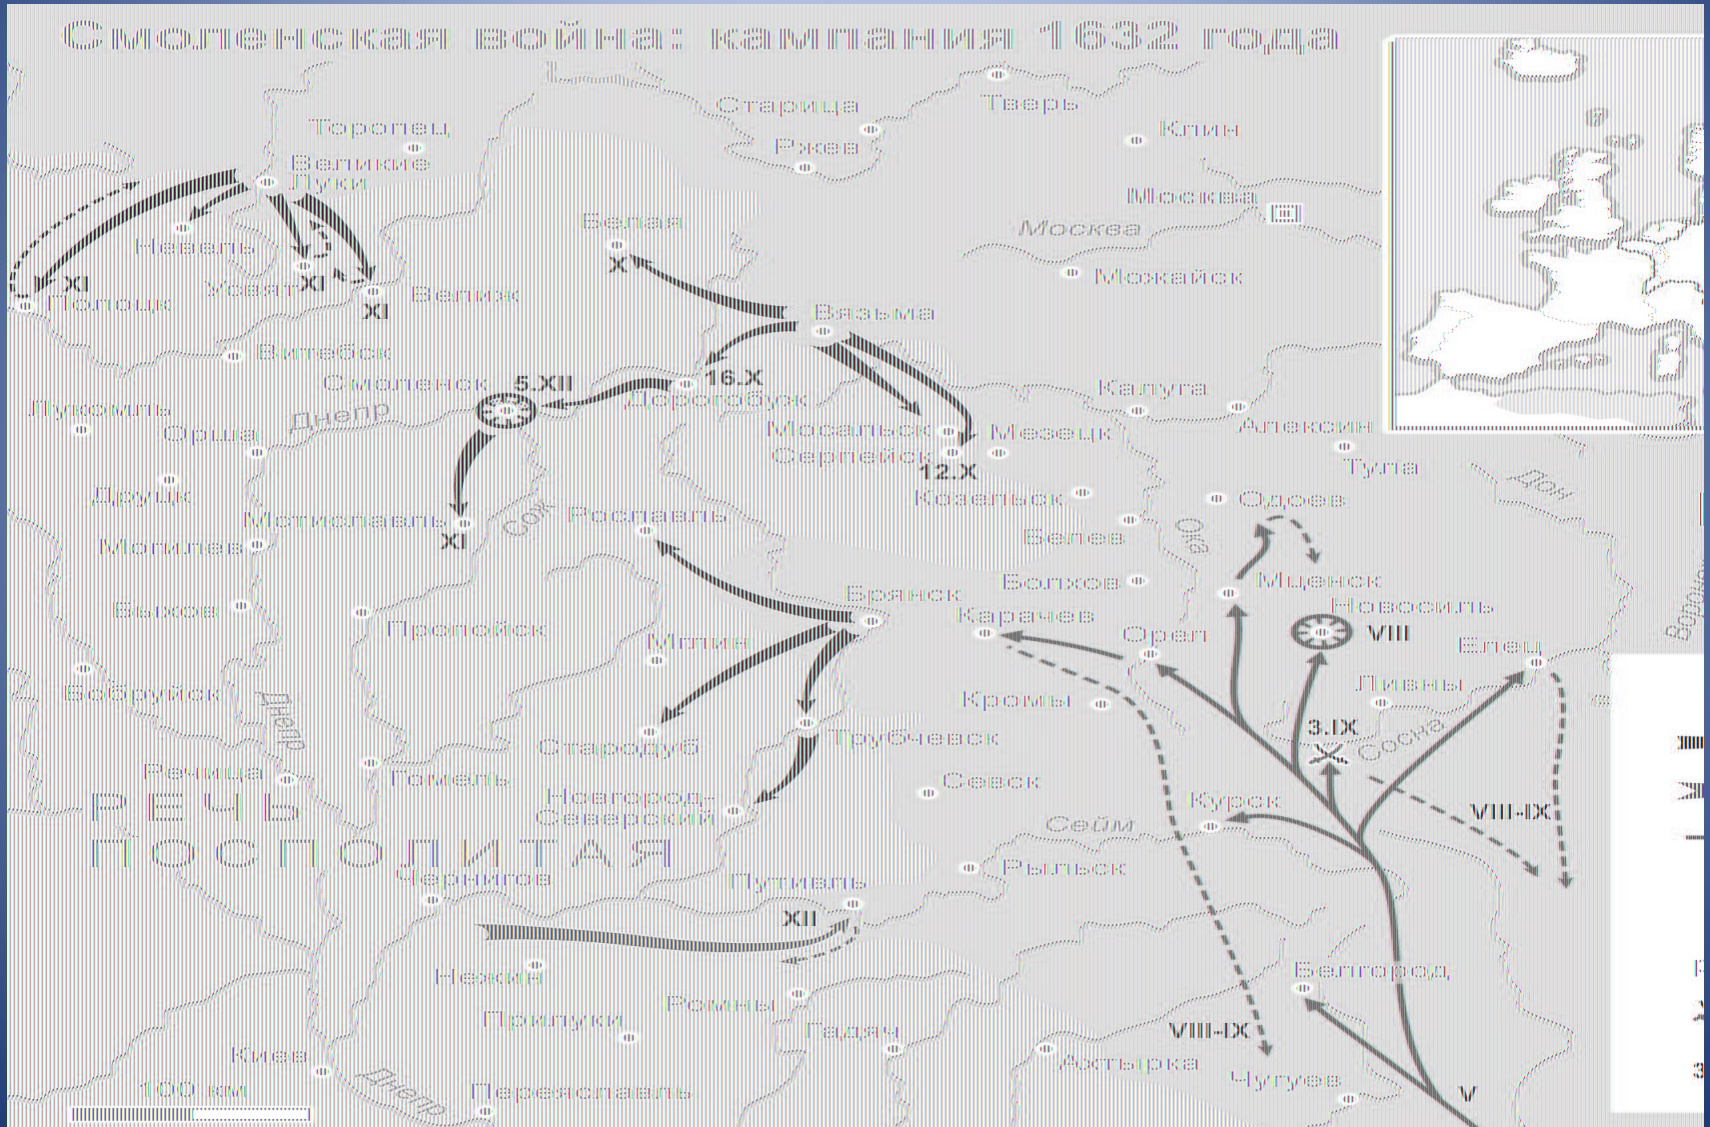 Смоленская война: кампания 1632 года
Старица
Тверь
Торопец
Клин
Ржев
Великие
Луки
Москва
Белая
Москва
Невель
X
Можайск
XI
Усвят
XI
Велиж
Полоцк
XI
Вязьма
Витебск
Смоленск
5.XII
16.X
Калуга
Дорогобуж
Лукомль
Днепр
Орша
Мосальск
Мезецк
Алексин
Серпейск
12.X
Тула
Друцк
Козельск
Одоев
Дон
Мстиславль
Сож
Рославль
XI
Могилев
Белев
Ока
Болхов
Мценск
Быхов
Брянск
Новосиль
Карачев
Пропойск
Мглин
Орел
VIII
Елец
Воронеж
Бобруйск
Ливны
Кромы
Днепр
Стародуб
Трубчевск
3.IX
Сосна
Речица
Гомель
Севск
Новгород-
Северский
Курск
VIII-IX
РЕЧЬ
ПОСПОЛИТАЯ
Сейм
Чернигов
Путивль
Рыльск
XII
Нежин
Белгород
Ромны
Прилуки
Гадяч
VIII-IX
Киев
Ахтырка
Чугуев
100 км
Днепр
Переяславль
V